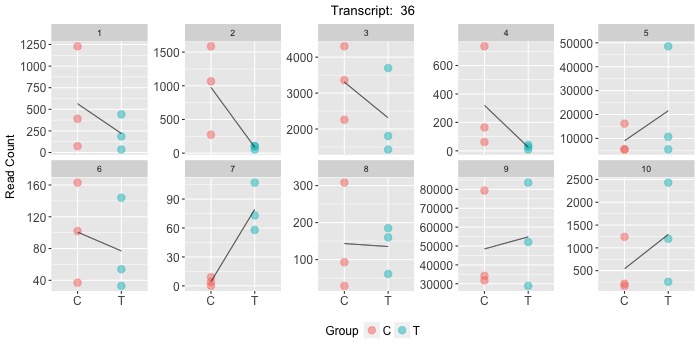 Transcript: 36
1 2 3 4 5
1250 1500 4000 600 50000
1000 1000 3000 400 40000
750 500 2000 200 30000
500 0 0 20000
250 10000
0
Read Count
6 7 8 9 10
160 90 300 80000 2500
120 60 200 70000 2000
80 30 100 60000 1500
40 0 50000 1000
40000 500
30000
C T C T C T C T C T
Group C T